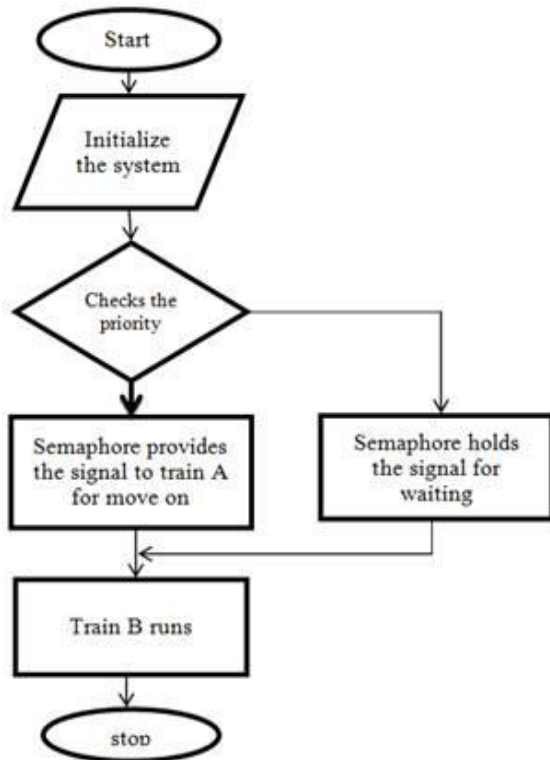 Start
Initialize
the system
Checks the
priority
Semaphore provides
the signal to train A
for move on
Semaphore holds
the signal for
waiting
Train B runs
stop